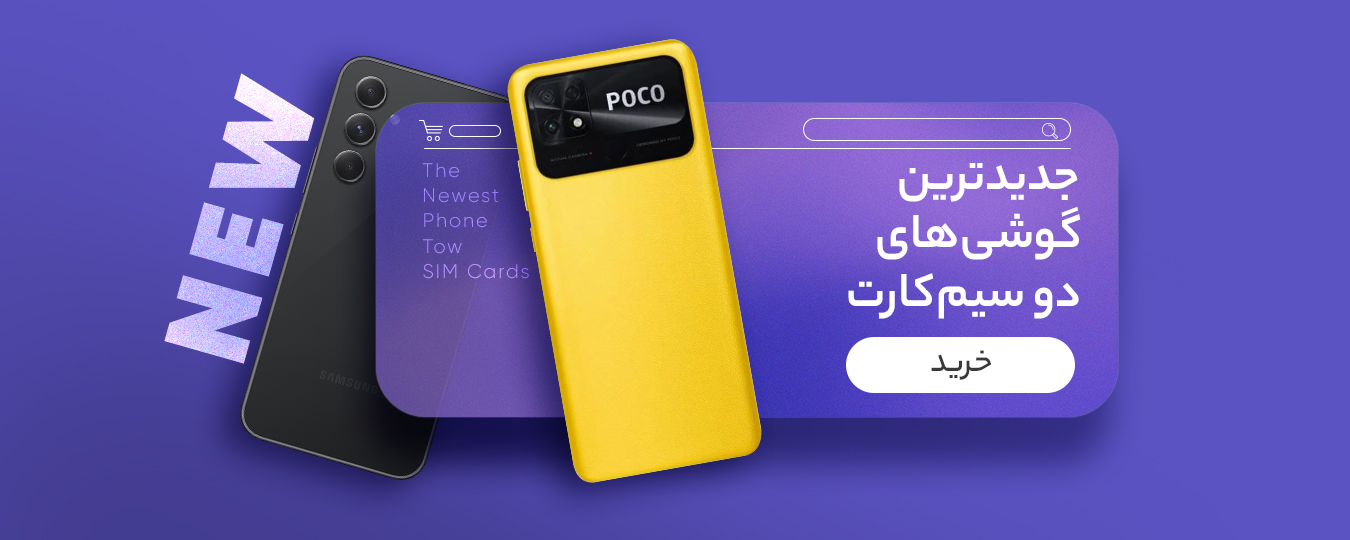 NEW
POCO
The
Newest
Phone
Tow
SIM Cards
SAMSUNG
جدیدترین
گوشی‌های
دو سیم‌کارت
خرید